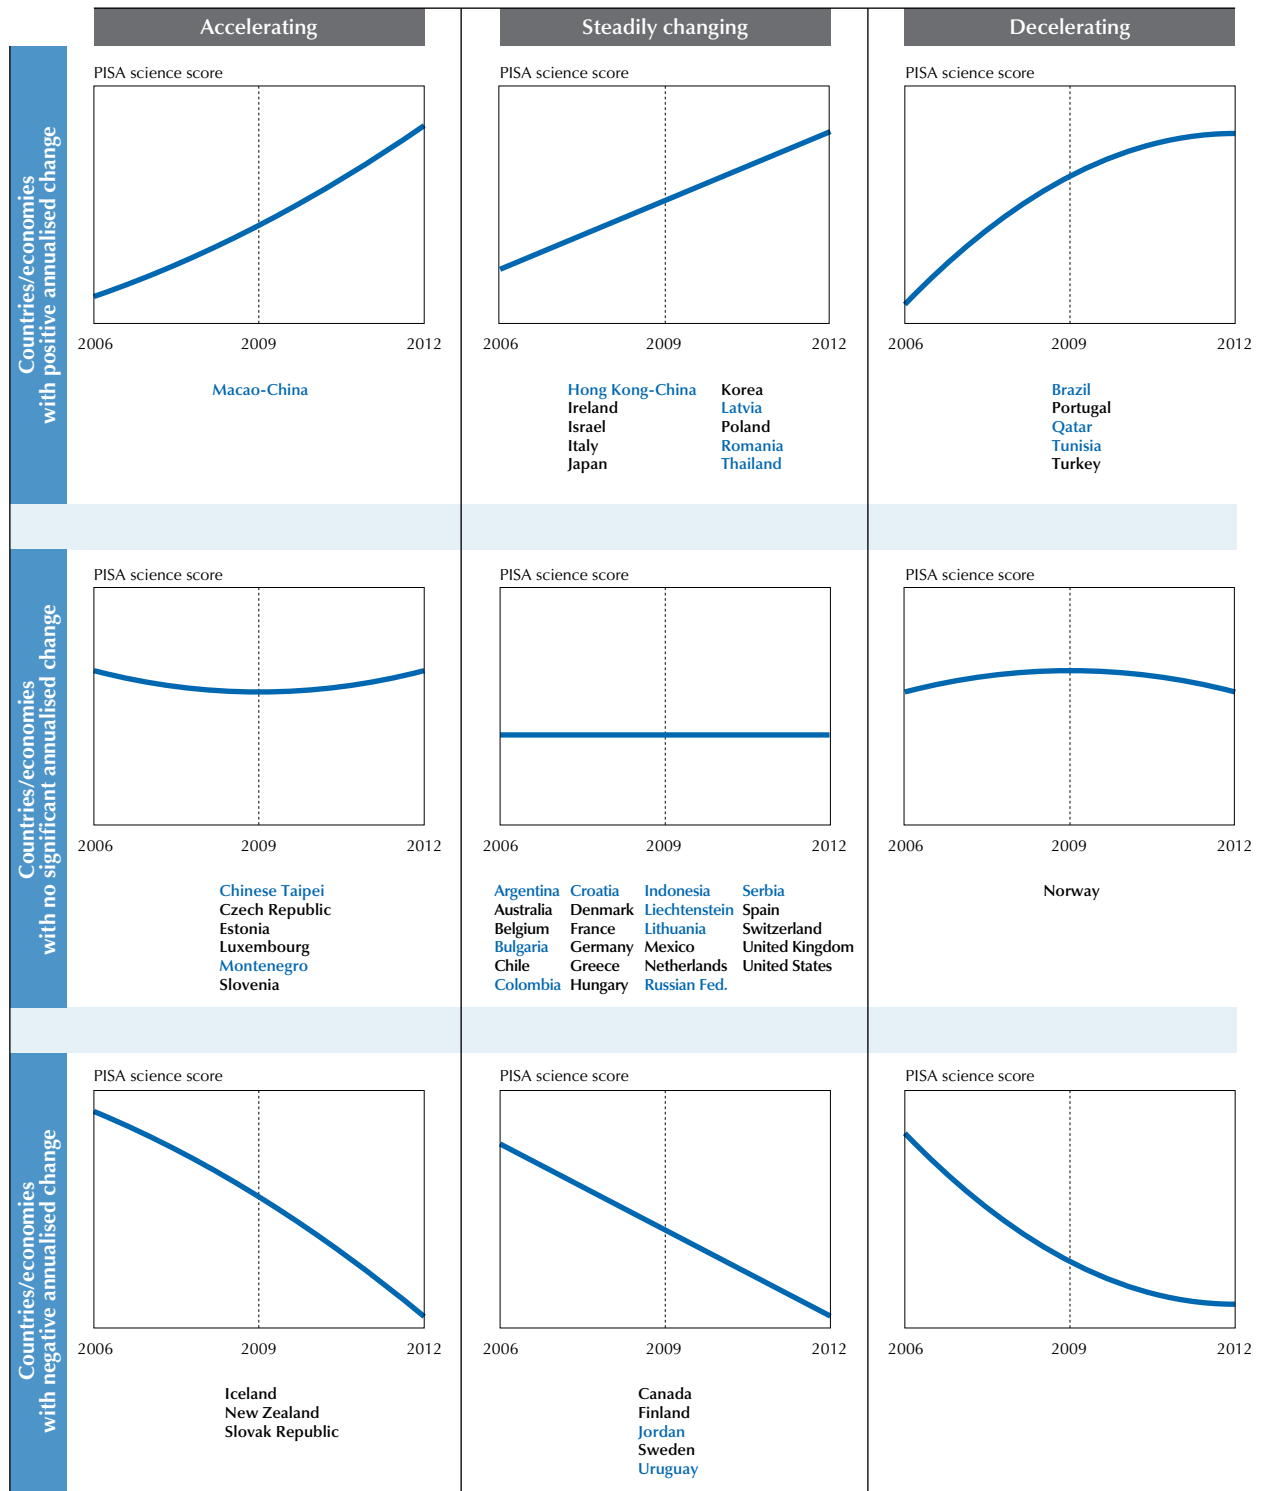 Accelerating
Steadily changing
Decelerating
Countries/economies
with positive annualised change
PISA science score
2006 2009 2012
Macao-China
PISA science score
2006 2009 2012
Hong Kong-China Korea
Ireland Latvia
Israel Poland
Italy Romania
Japan Thailand
PISA science score
2006 2009 2012
Brazil
Portugal
Qatar
Tunisia
Turkey
Countries/economies
with no significant annualised change
PISA science score
2006 2009 2012
Chinese Taipei
Czech Republic
Estonia
Luxembourg
Montenegro
Slovenia
PISA science score
2006 2009 2012
Argentina Croatia Indonesia Serbia
Australia Denmark Liechtenstein Spain
Belgium France Lithuania Switzerland
Bulgaria Germany Mexico United Kingdom
Chile Greece Netherlands United States
Colombia Hungary Russian Fed.
PISA science score
2006 2009 2012
Norway
Countries/economies
with negative annualised change
PISA science score
2006 2009 2012
Iceland
New Zealand
Slovak Republic
PISA science score
2006 2009 2012
Canada
Finland
Jordan
Sweden
Uruguay
PISA science score
2006 2009 2012